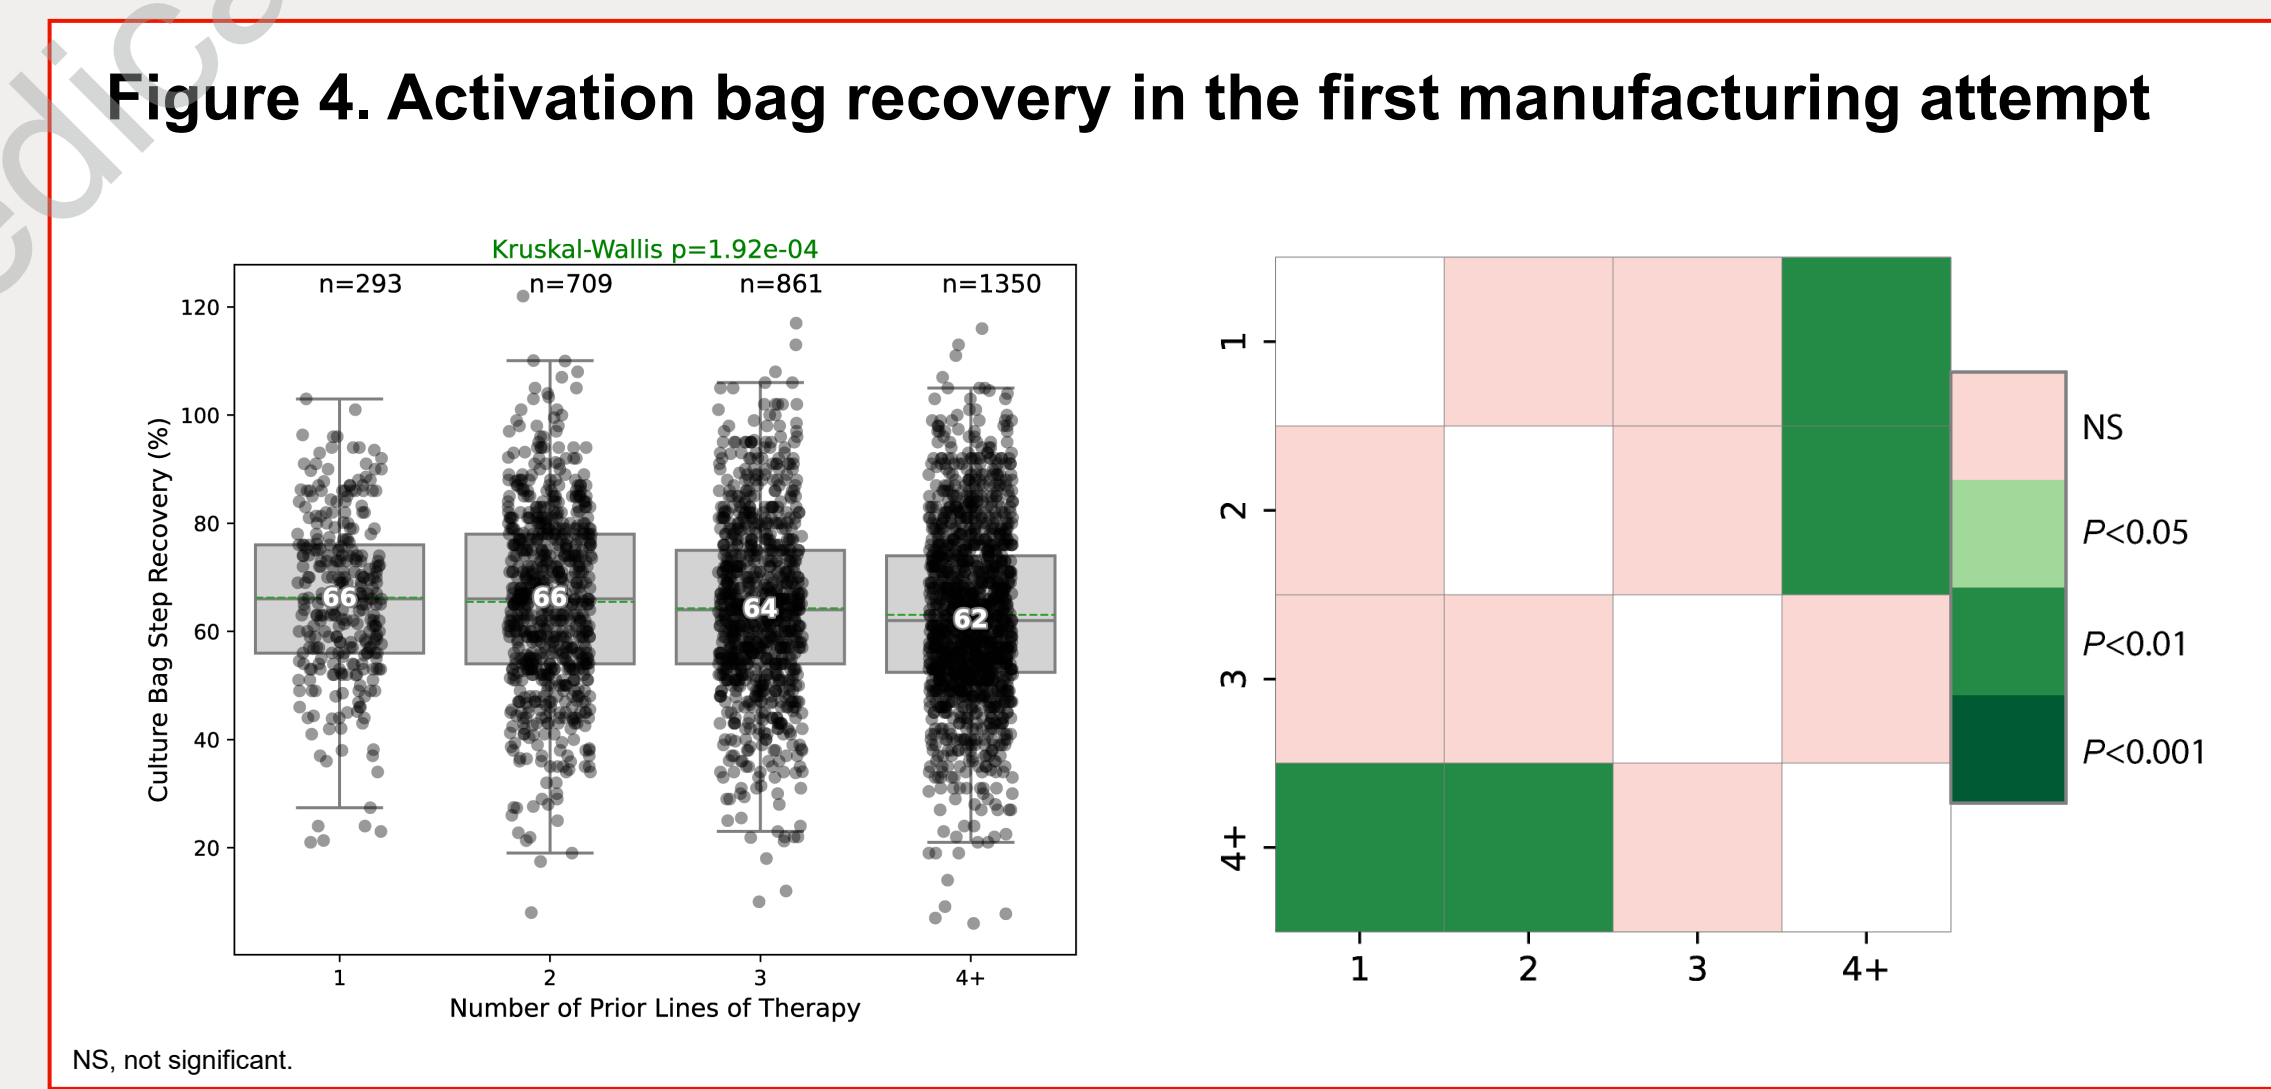 Figure 4. Activation bag recovery in the first manufacturing attempt
Kruskal-Wallis p=1.92e-04
n=293 n=709 n=861 n=1350
Culture Bag Step Recovery (%)
120
100
80
60
40
20
66 66 64 62
1 2 3 4+
Number of Prior Lines of Therapy
1
2
3
4+
1 2 3 4+
NS
P<0.05
P<0.01
P<0.001
NS, not significant.